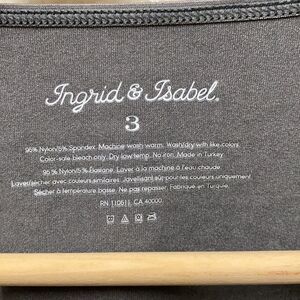 Ingrid & Isabel®
3
95% Nylon/5% Spandex. Machine wash warm. Wash/dry with like colors.
Color-safe bleach only. Dry low temp. No iron. Made in Turkey
95 % Nylon/5% Élastane. Laver à la machine à l'eau chaude.
Laver/sécher avec couleurs similaires. Javellisant sûr pour les couleurs uniquement.
Sécher à température basse. Ne pas repasser. Fabriqué en Turquie.
RN 110611 CA 40000